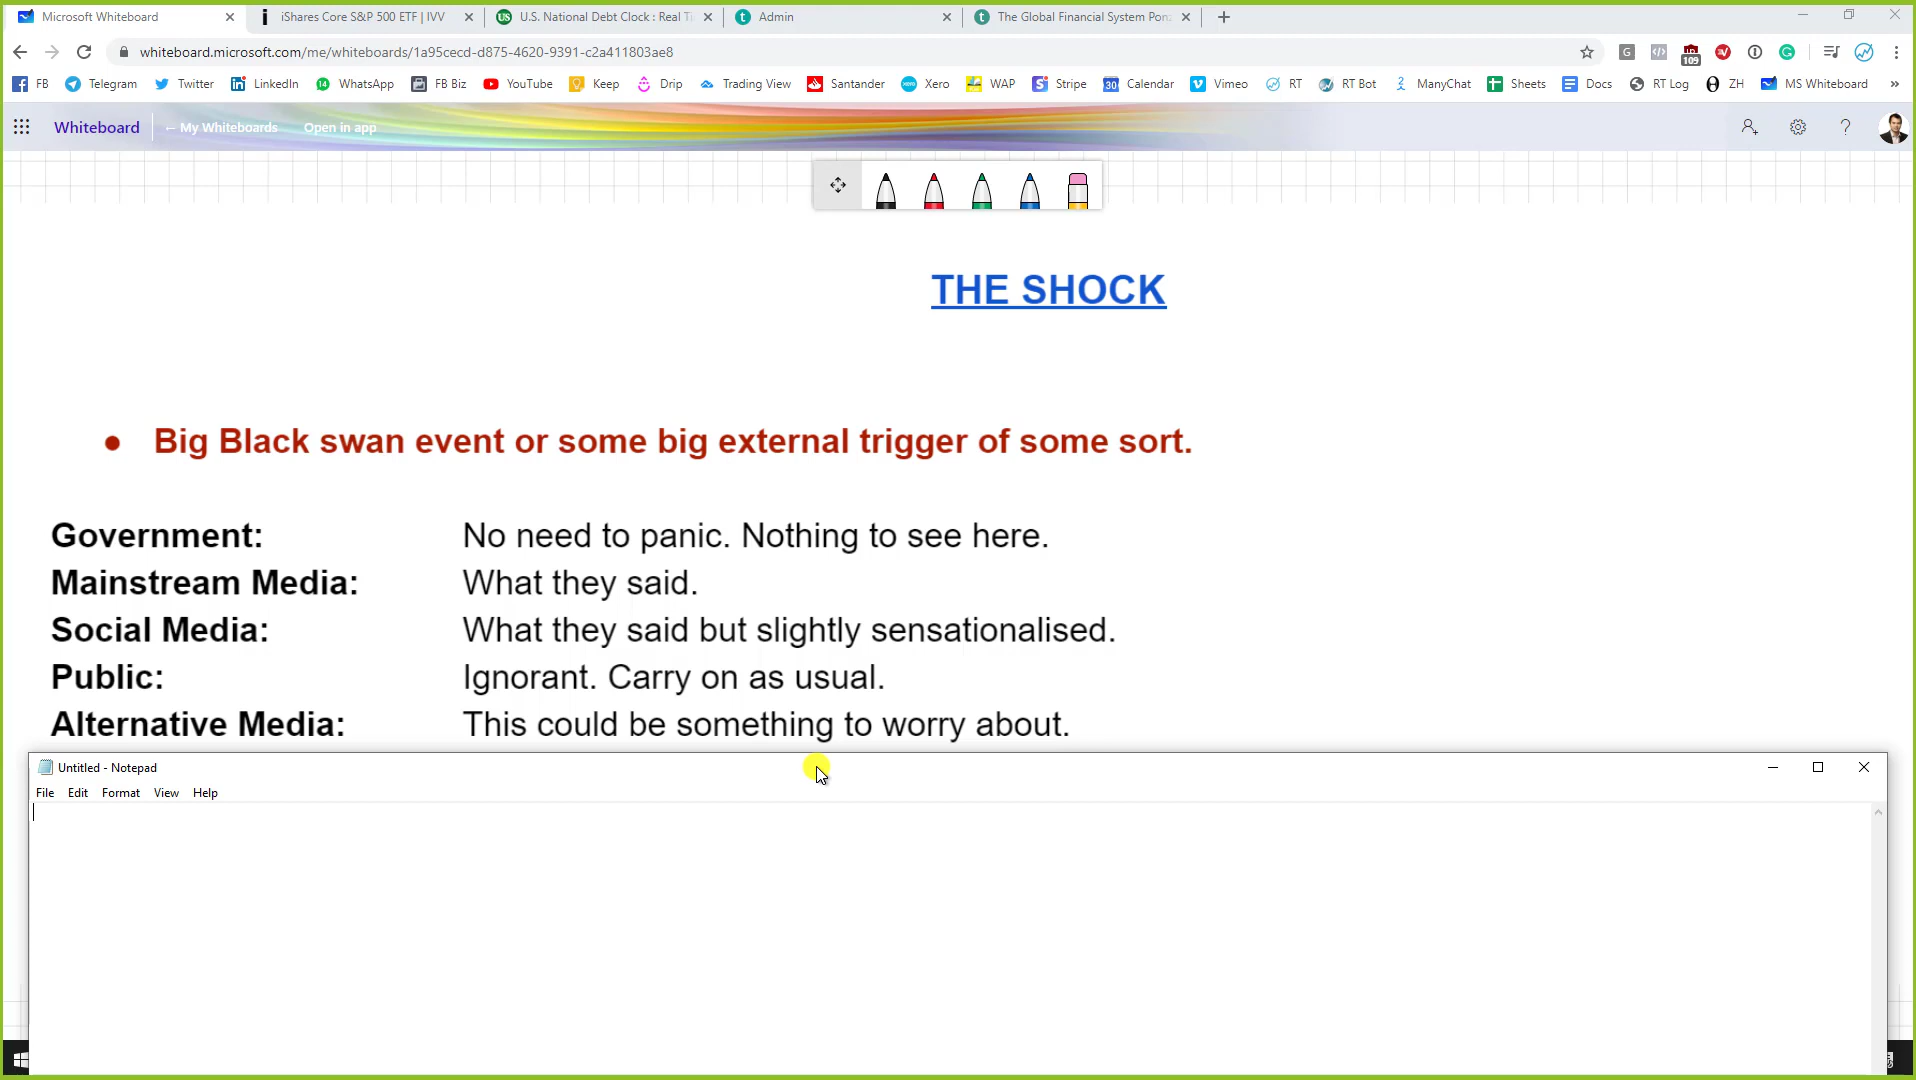 Microsoft Whiteboard
iShares Core S&P 500 ETF | IVV
U.S. National Debt Clock : Real Ti
Admin
The Global Financial System Pon
whiteboard.microsoft.com/me/whiteboards/1a95cecd-d875-4620-9391-c2a411803ae8
109
FB Telegram Twitter LinkedIn 14 WhatsApp FB Biz YouTube Keep Drip Trading View Santander Xero WAP Stripe 30 Calendar Vimeo RT RT Bot ManyChat Sheets Docs RT Log ZH MS Whiteboard »
Whiteboard ← My Whiteboards Open in app ?
THE SHOCK
• Big Black swan event or some big external trigger of some sort.
Government: No need to panic. Nothing to see here.
Mainstream Media: What they said.
Social Media: What they said but slightly sensationalised.
Public: Ignorant. Carry on as usual.
Alternative Media: This could be something to worry about.
Untitled - Notepad
File Edit Format View Help